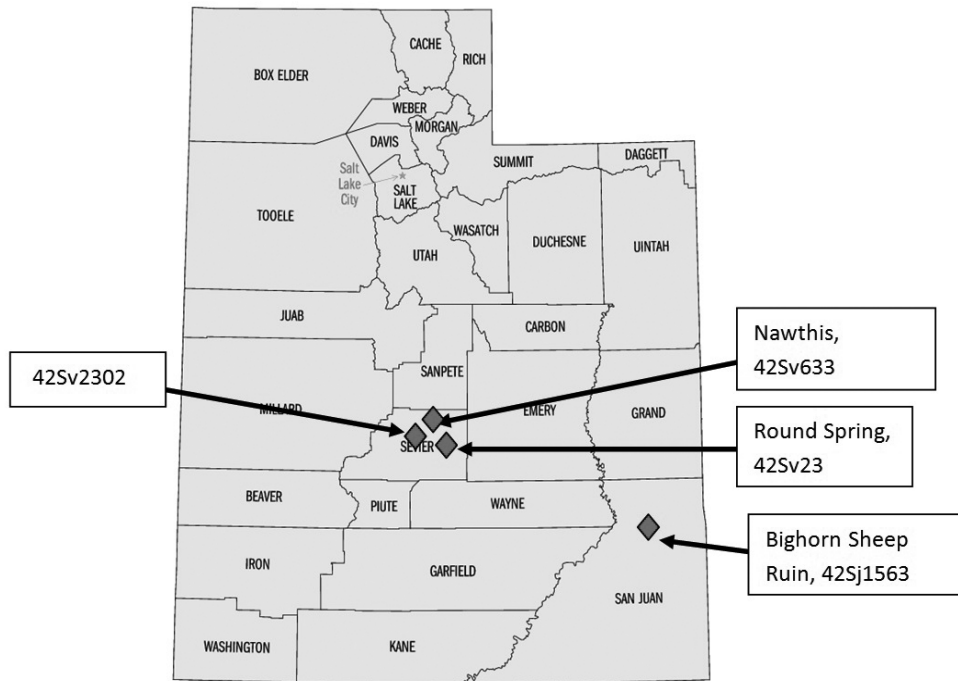 CACHE
RICH
BOX ELDER
WEBER
MORGAN
DAVIS
SUMMIT
DAGGETT
Salt
Lake
City
SALT
LAKE
TOOELE
WASATCH
DUCHESNE
UINTAH
UTAH
JUAB
CARBON
Nawthis,
42Sv633
42Sv2302
SANPETE
MILLARD
EMERY
GRAND
SEVIER
Round Spring,
42Sv23
BEAVER
PIUTE
WAYNE
Bighorn Sheep
Ruin, 42Sj1563
IRON
GARFIELD
SAN JUAN
WASHINGTON
KANE